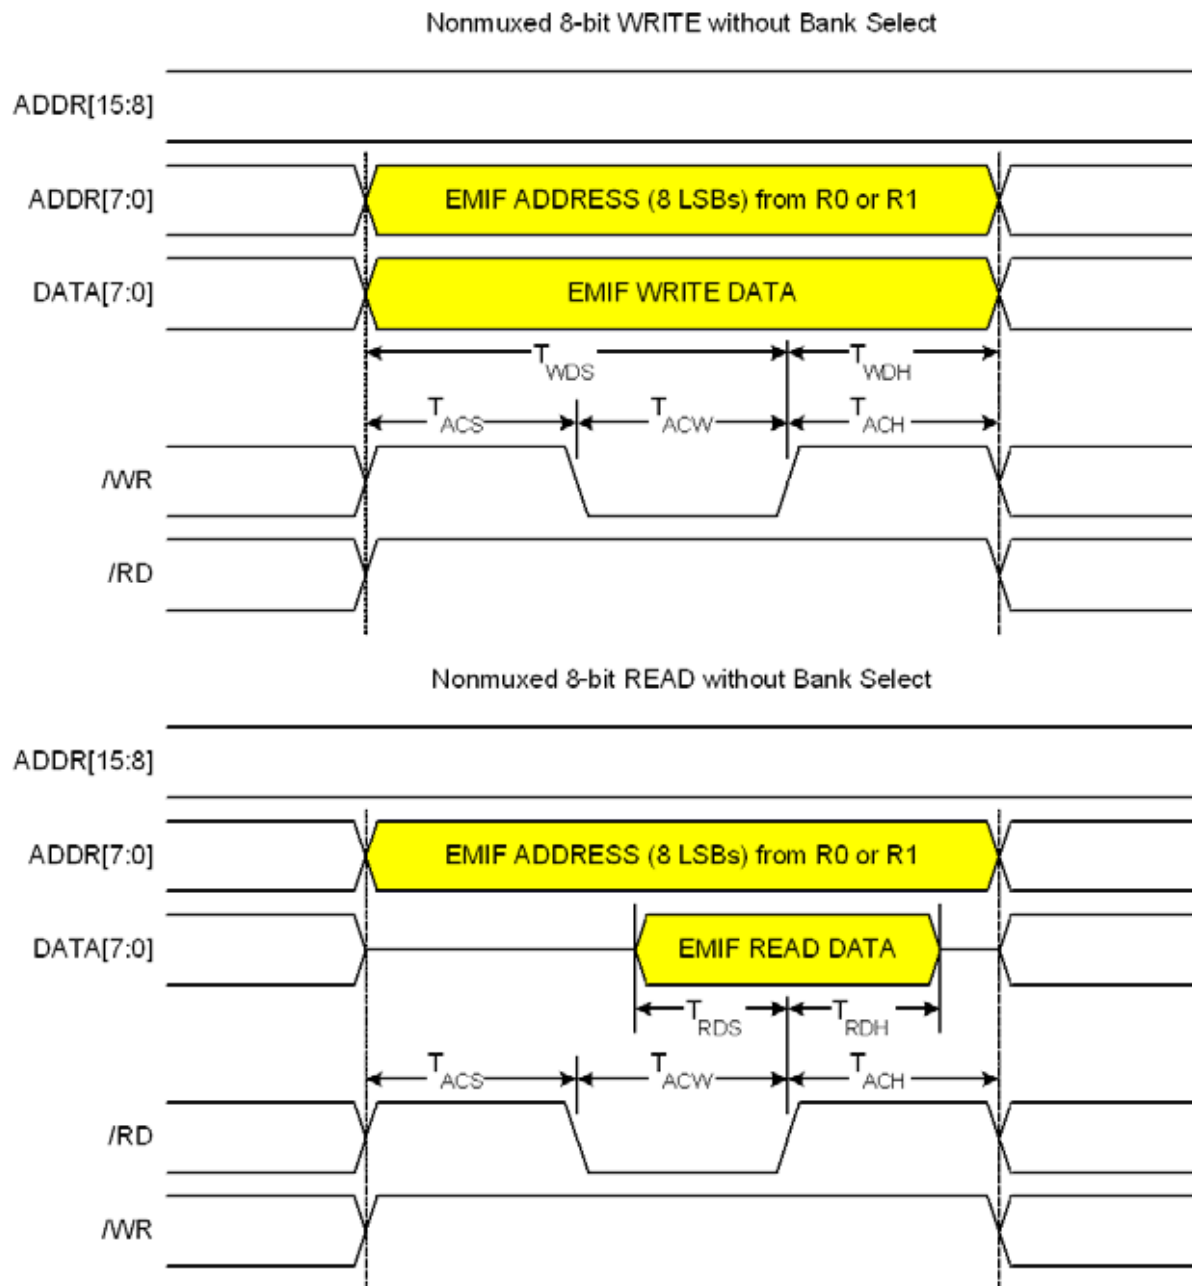 Nonmuxed 8-bit WRITE without Bank Select
ADDR[15:8]
ADDR[7:0]
EMIF ADDRESS (8 LSBs) from R0 or R1
DATA[7:0]
EMIF WRITE DATA
TWDS TWDH
TACS TACW TACH
/WR
/RD
Nonmuxed 8-bit READ without Bank Select
ADDR[15:8]
ADDR[7:0]
EMIF ADDRESS (8 LSBs) from R0 or R1
DATA[7:0]
EMIF READ DATA
TRDS TRDH
TACS TACW TACH
/RD
/WR